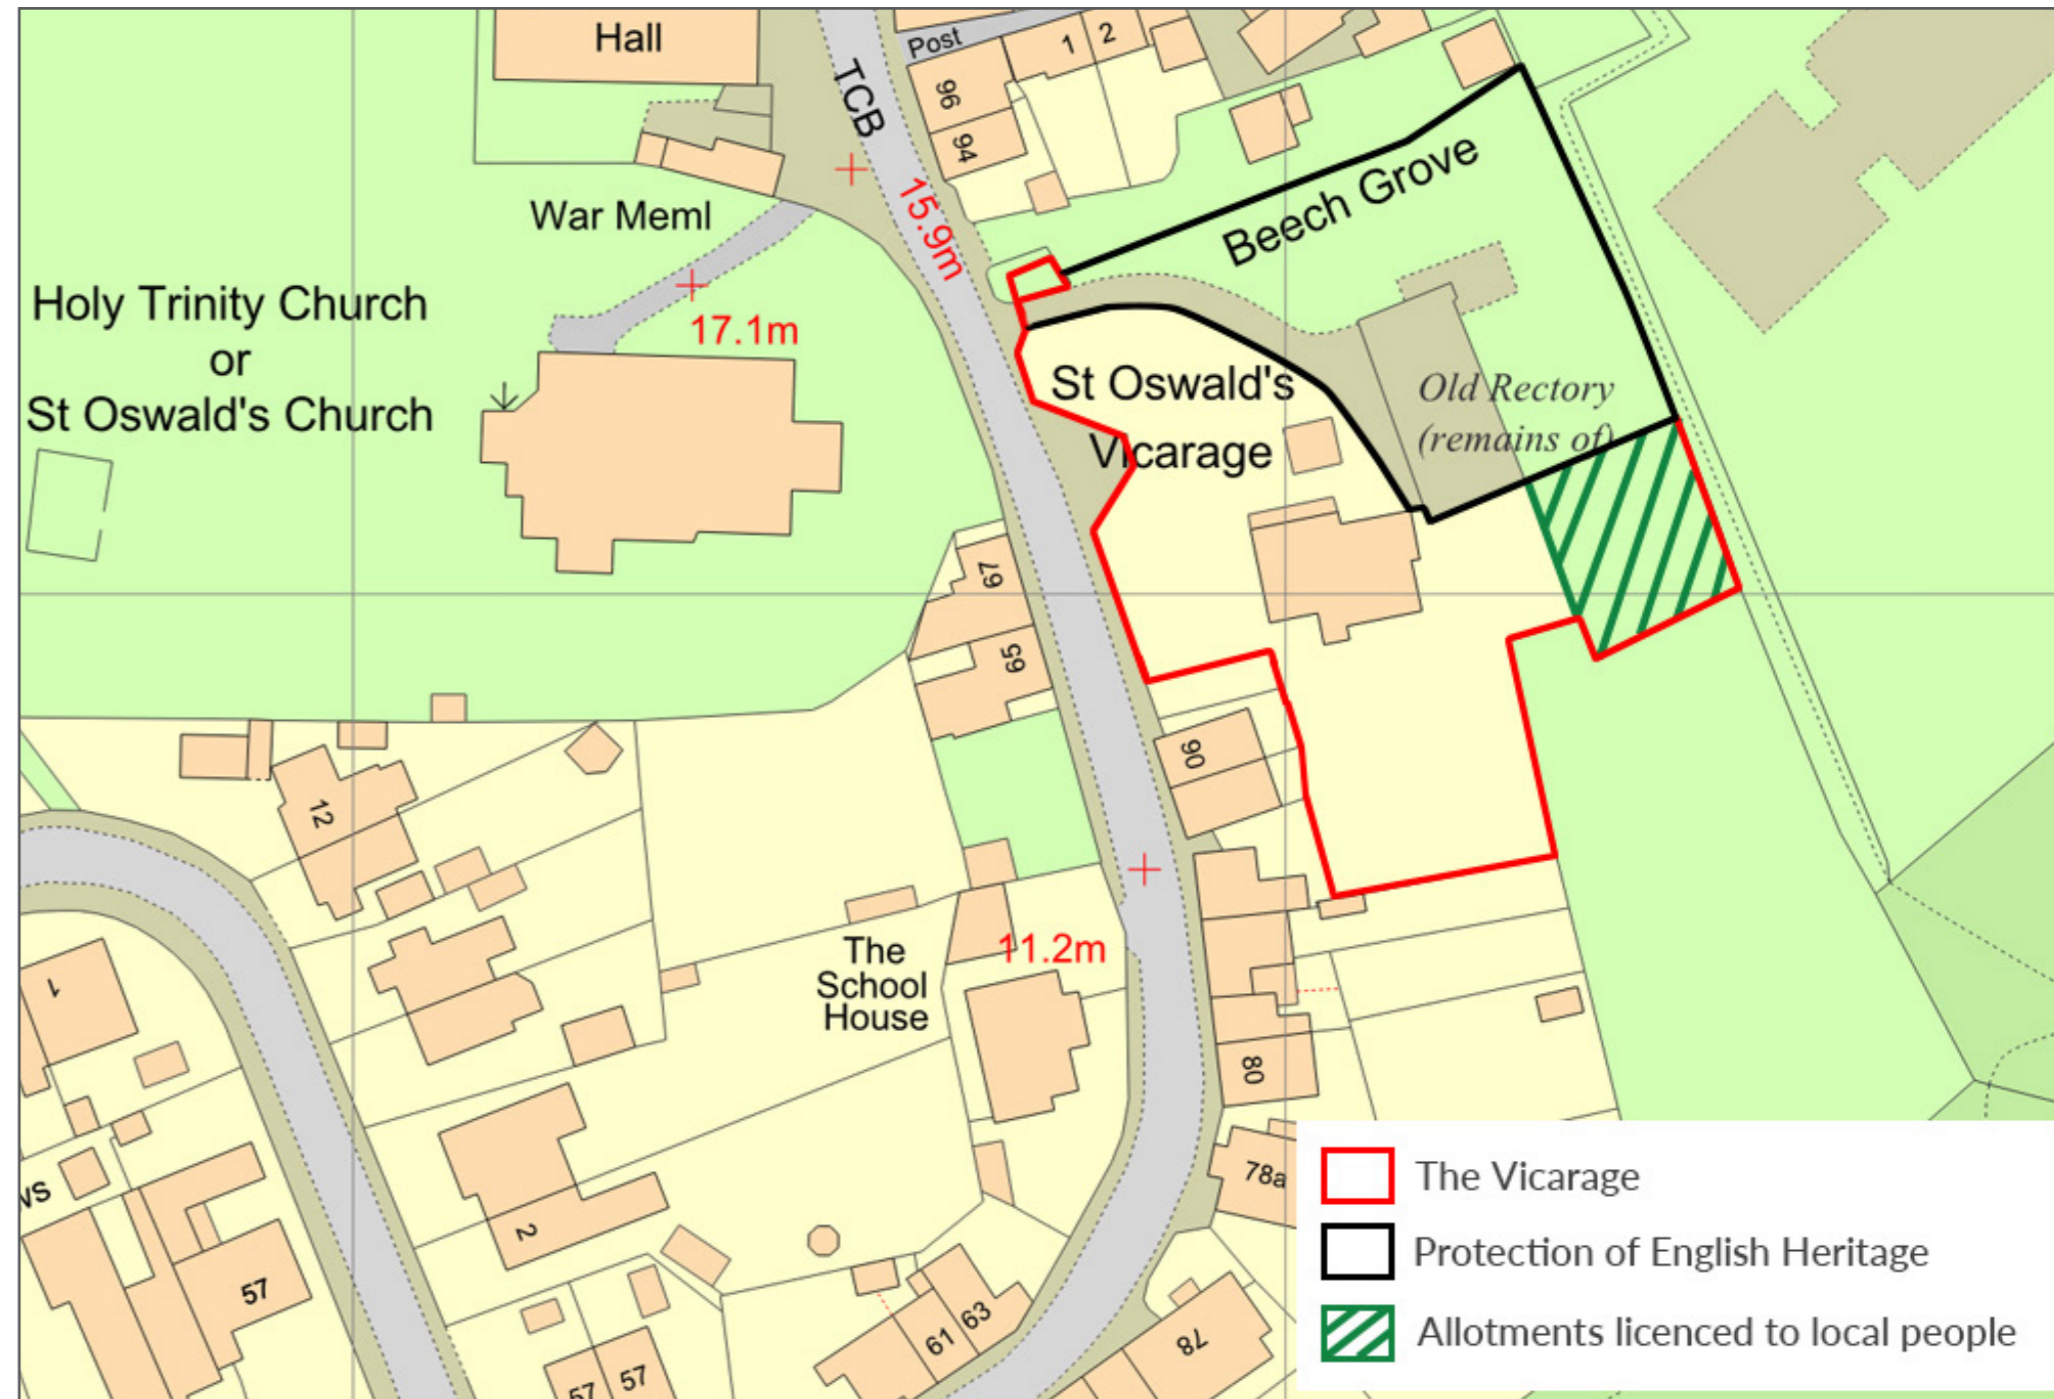 Hall
Post
1
2
TCB
96
94
15.9m
War Meml
Beech Grove
Holy Trinity Church
or
St Oswald's Church
17.1m
St Oswald's
Vicarage
Old Rectory
(remains of)
67
65
90
12
The
School
House
11.2m
1
80
78a
2
57
63
61
57
57
78
The Vicarage
Protection of English Heritage
Allotments licenced to local people